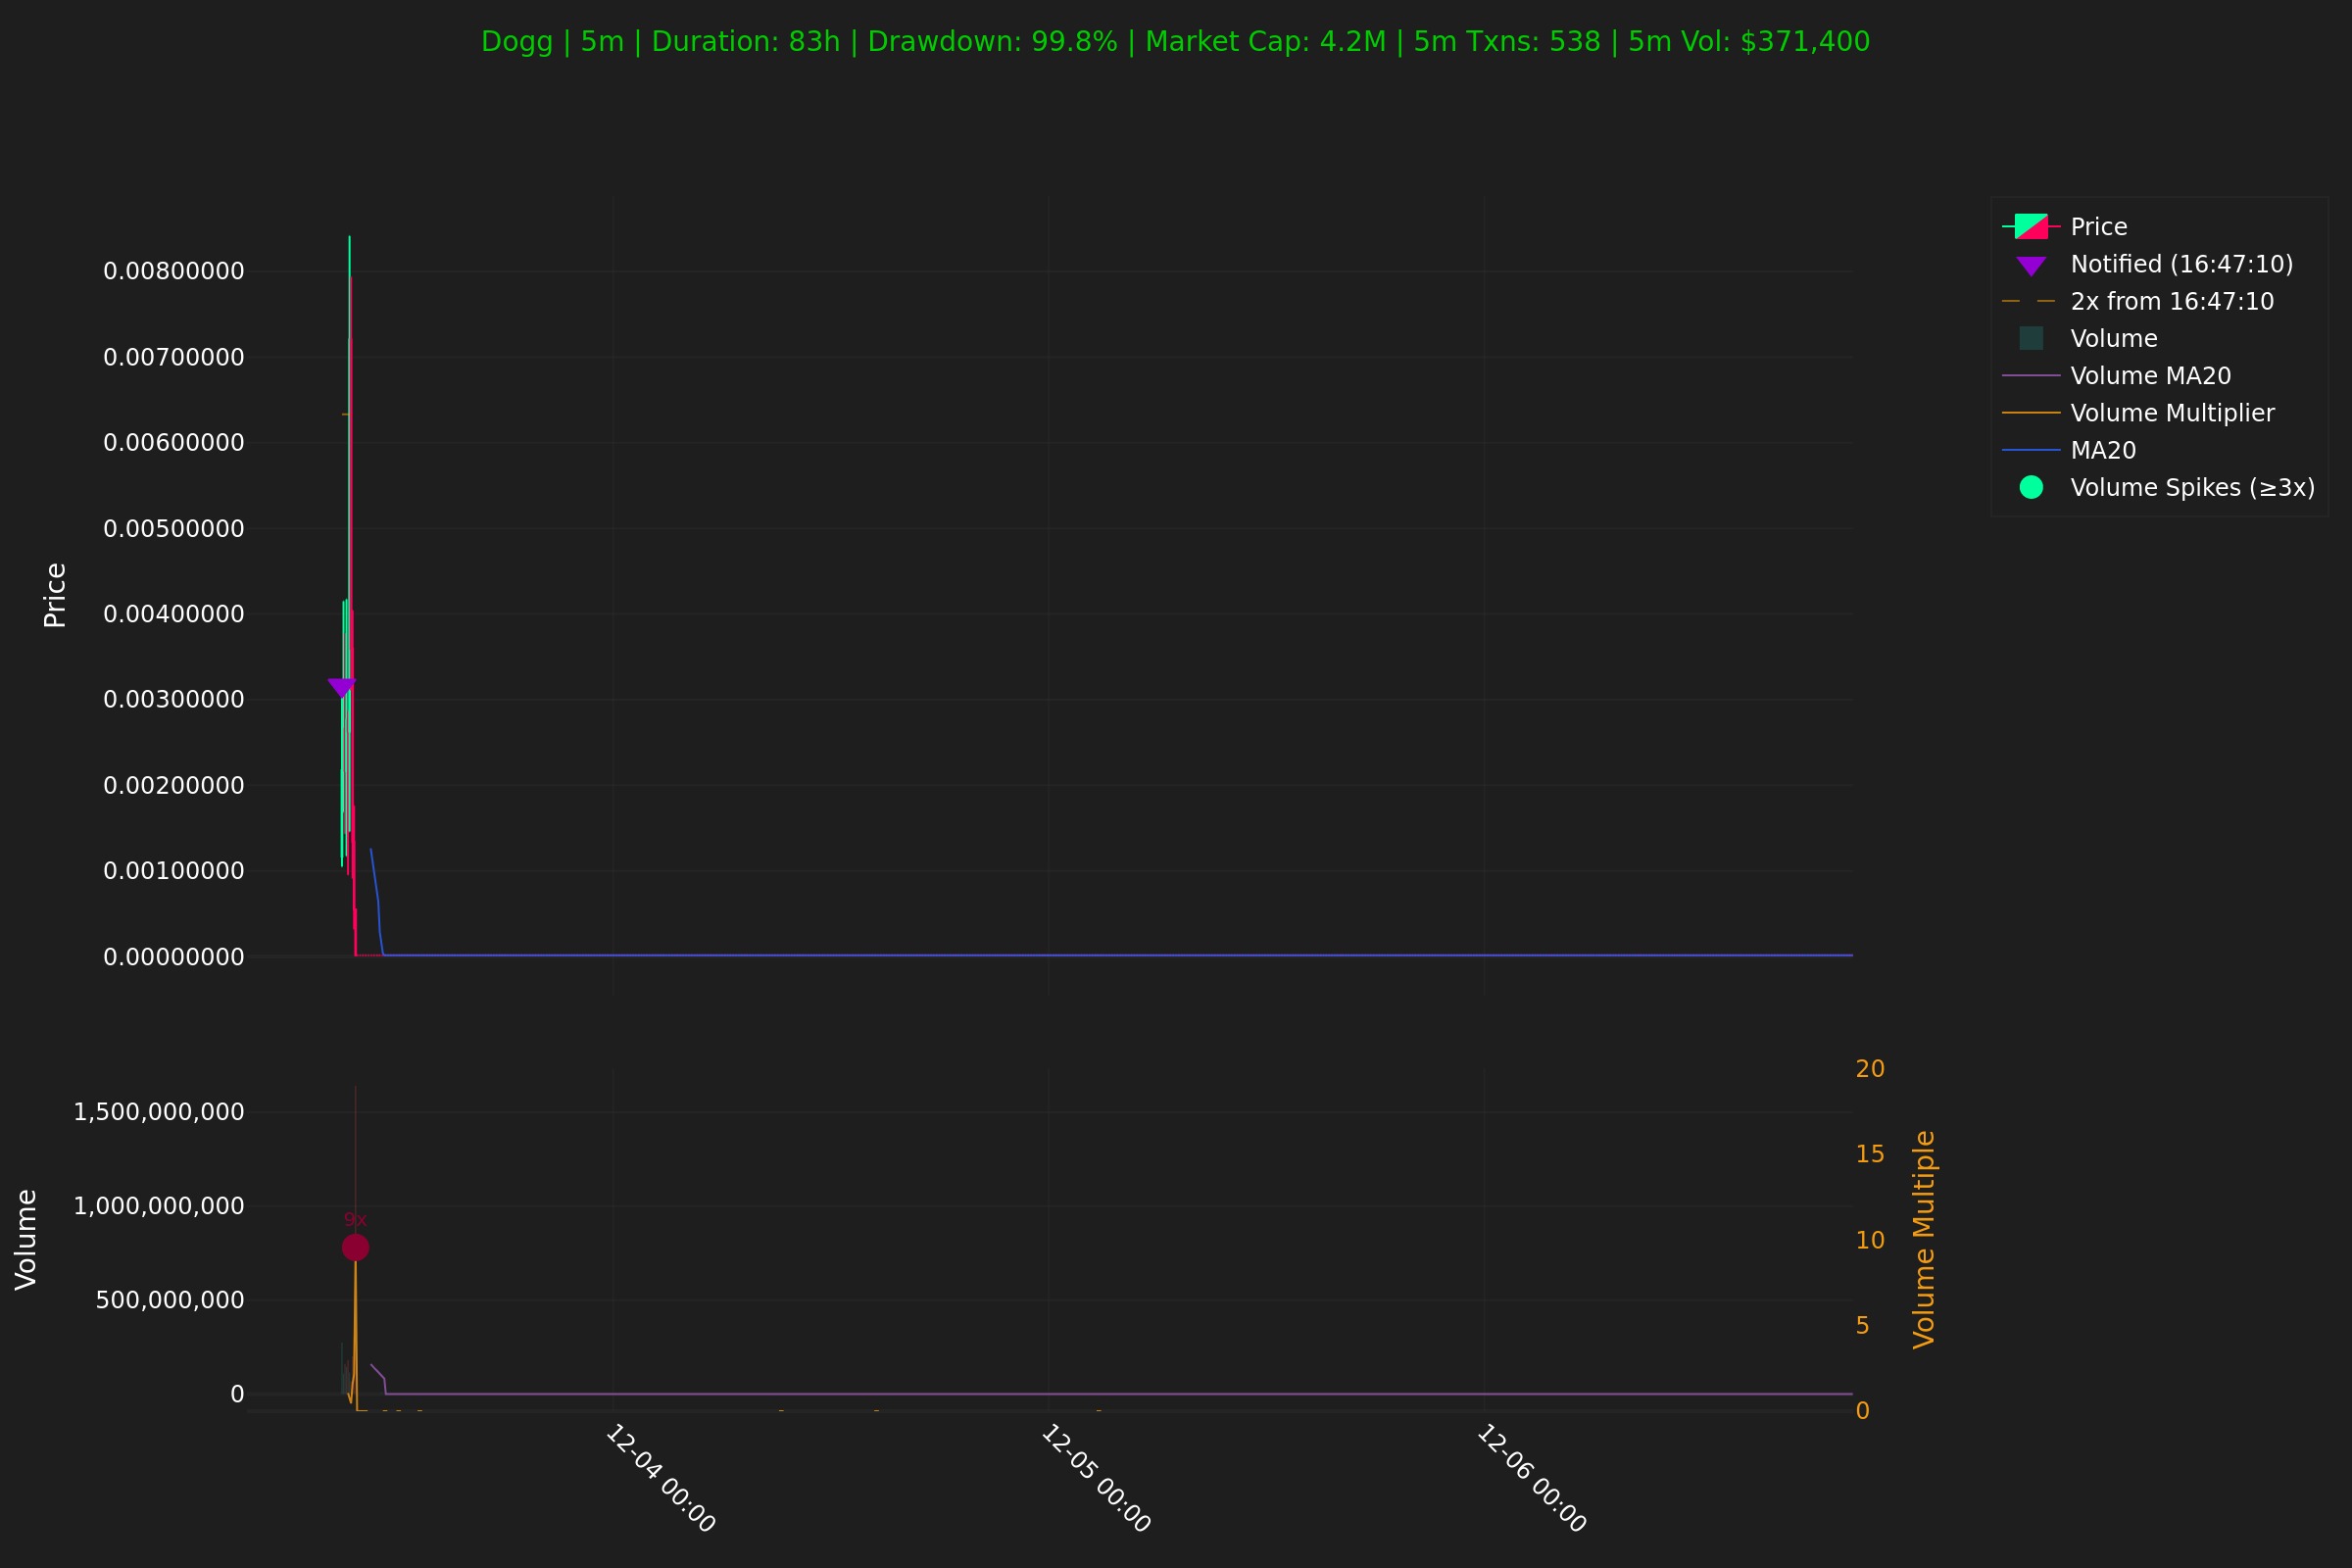 Dogg | 5m | Duration: 83h | Drawdown: 99.8% | Market Cap: 4.2M | 5m Txns: 538 | 5m Vol: $371,400
Price
0.00800000
0.00700000
0.00600000
0.00500000
0.00400000
0.00300000
0.00200000
0.00100000
0.00000000
Price
Notified (16:47:10)
2x from 16:47:10
Volume
Volume MA20
Volume Multiplier
MA20
Volume Spikes (≥3x)
Volume
1,500,000,000
1,000,000,000
500,000,000
0
9x
20
15
10
5
0
Volume Multiple
12-04 00:00
12-05 00:00
12-06 00:00